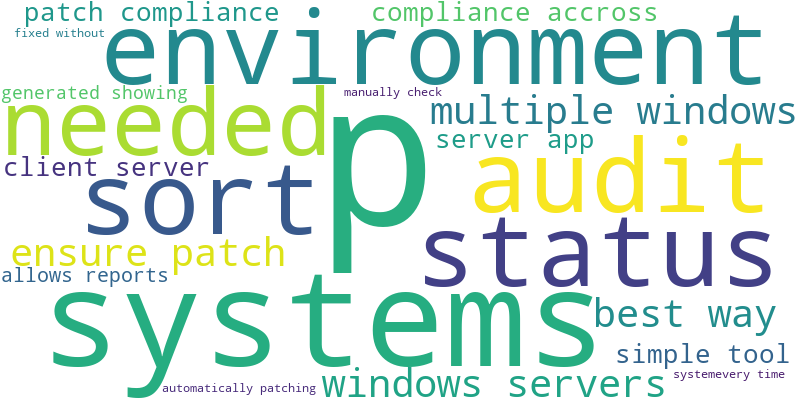 patch compliance
compliance accross
fixed without
environment
generated showing
manually check
needed
multiple windows
p
server app
client server
audit
sort
status
ensure patch
allows reports
systems
best way
simple tool
systemevery time
windows servers
automatically patching